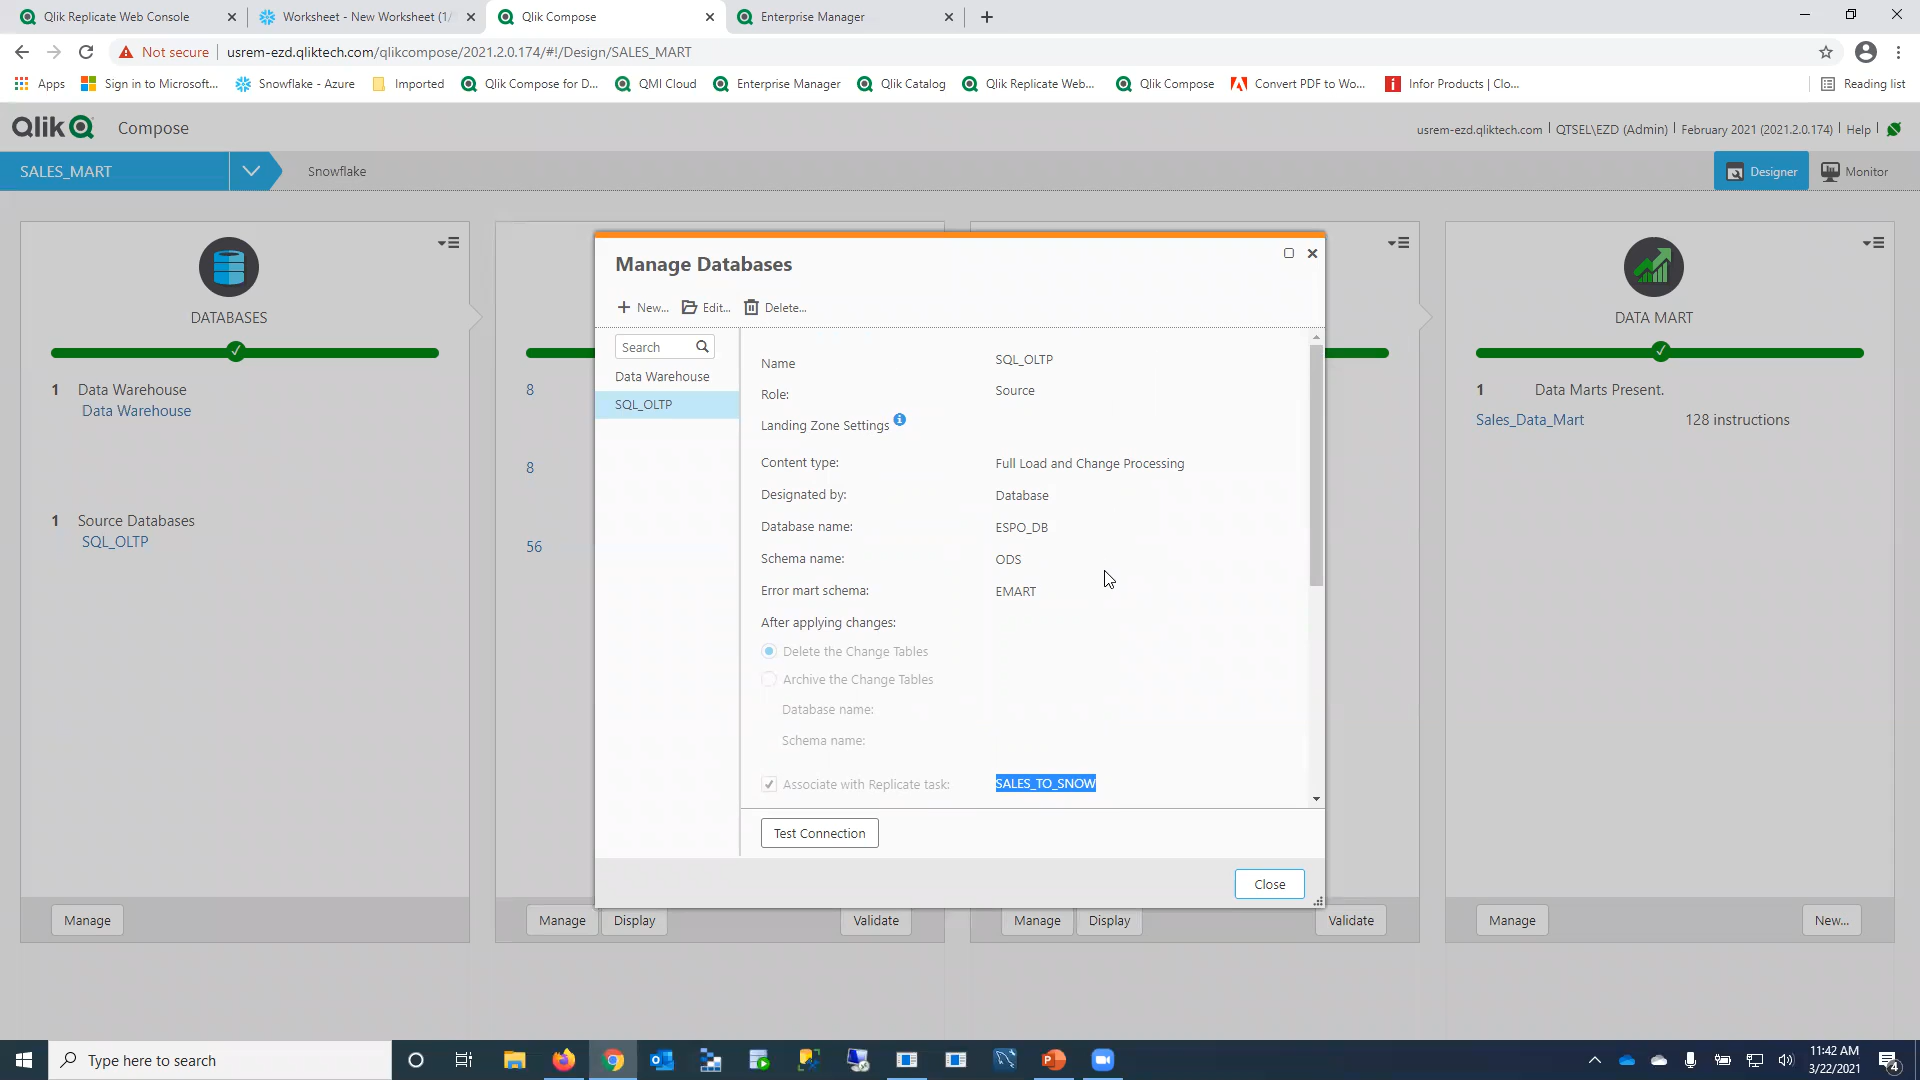 Qlik Replicate Web Console
Worksheet - New Worksheet (1/
Qlik Compose
Enterprise Manager
Not secure
usrem-ezd.qliktech.com/qlikcompose/2021.2.0.174/#!/Design/SALES_MART
Apps
Sign in to Microsoft...
Snowflake - Azure
Imported
Qlik Compose for D...
QMI Cloud
Enterprise Manager
Qlik Catalog
Qlik Replicate Web...
Qlik Compose
Convert PDF to Wo...
Infor Products | Clo...
Reading list
Qlik
Compose
usrem-ezd.qliktech.com
QTSEL\EZD (Admin)
February 2021 (2021.2.0.174)
Help
SALES_MART
Snowflake
Designer
Monitor
DATABASES
1 Data Warehouse
Data Warehouse
1 Source Databases
SQL_OLTP
Manage
8
8
56
Manage
Display
Validate
Manage Databases
New...
Edit...
Delete...
Search
Data Warehouse
SQL_OLTP
Name SQL_OLTP
Role: Source
Landing Zone Settings
Content type: Full Load and Change Processing
Designated by: Database
Database name: ESPO_DB
Schema name: ODS
Error mart schema: EMART
After applying changes:
Delete the Change Tables
Archive the Change Tables
Database name:
Schema name:
Associate with Replicate task: SALES_TO_SNOW
Test Connection
Close
Manage
Display
Validate
DATA MART
1 Data Marts Present.
Sales_Data_Mart 128 instructions
Manage
New...
Type here to search
11:42 AM
3/22/2021
4